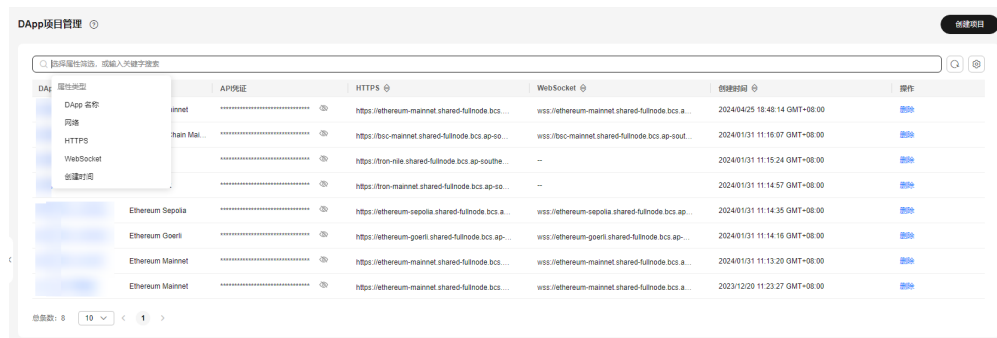 DApp项目管理
创建项目
选择属性筛选，或输入关键字搜索
属性类型
DApp 名称
网络
HTTPS
WebSocket
创建时间
DAp API凭证 HTTPS WebSocket 创建时间 操作
innet ****************************** https://ethereum-mainnet.shared-fullnode.bcs.... wss://ethereum-mainnet.shared-fullnode.bcs.a... 2024/04/25 18:48:14 GMT+08:00 删除
hain Mai... ****************************** https://bsc-mainnet.shared-fullnode.bcs.ap-so... wss://bsc-mainnet.shared-fullnode.bcs.ap-sout... 2024/01/31 11:16:07 GMT+08:00 删除
****************************** https://tron-nile.shared-fullnode.bcs.ap-southe... -- 2024/01/31 11:15:24 GMT+08:00 删除
****************************** https://tron-mainnet.shared-fullnode.bcs.ap-so... -- 2024/01/31 11:14:57 GMT+08:00 删除
Ethereum Sepolia ****************************** https://ethereum-sepolia.shared-fullnode.bcs.a... wss://ethereum-sepolia.shared-fullnode.bcs.ap... 2024/01/31 11:14:35 GMT+08:00 删除
Ethereum Goerli ****************************** https://ethereum-goerli.shared-fullnode.bcs.ap-... wss://ethereum-goerli.shared-fullnode.bcs.ap-... 2024/01/31 11:14:16 GMT+08:00 删除
Ethereum Mainnet ****************************** https://ethereum-mainnet.shared-fullnode.bcs.... wss://ethereum-mainnet.shared-fullnode.bcs.a... 2024/01/31 11:13:20 GMT+08:00 删除
Ethereum Mainnet ****************************** https://ethereum-mainnet.shared-fullnode.bcs.... wss://ethereum-mainnet.shared-fullnode.bcs.a... 2023/12/20 11:23:27 GMT+08:00 删除
总条数：8 10 1